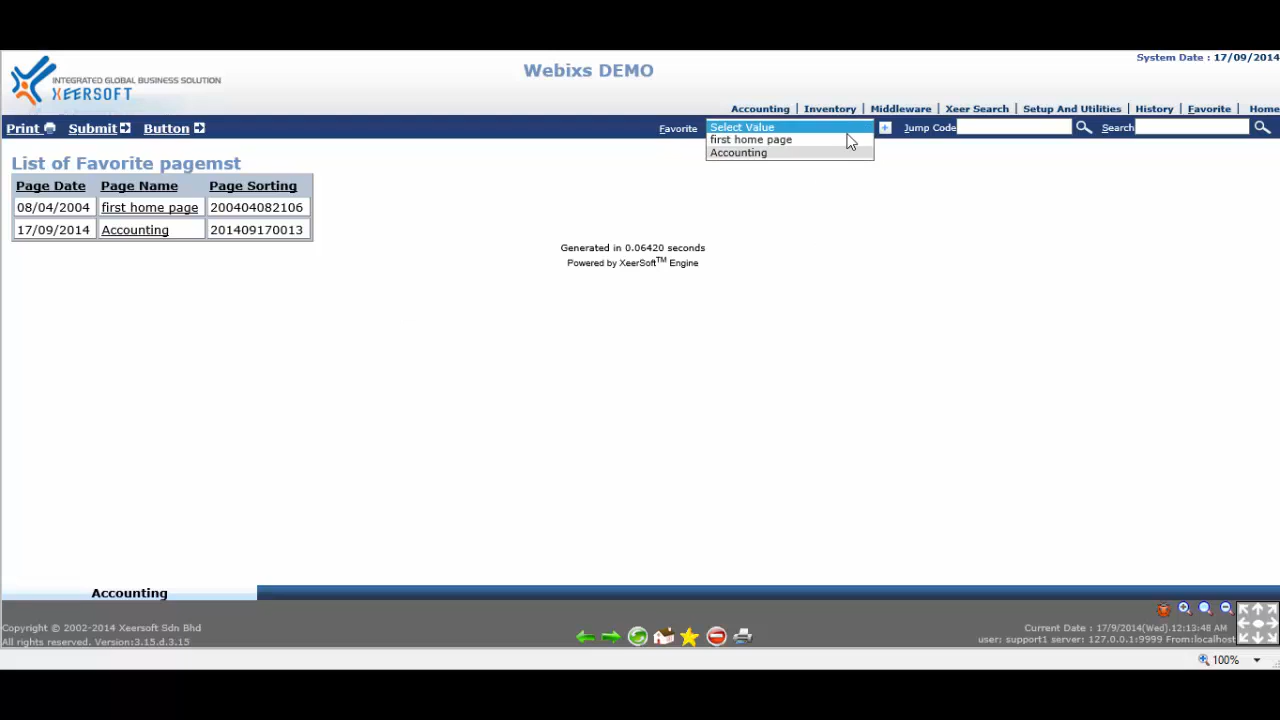 System Date : 17/09/2014
INTEGRATED GLOBAL BUSINESS SOLUTION
XEERSOFT
Webixs DEMO
Accounting | Inventory | Middleware | Xeer Search | Setup And Utilities | History | Favorite | Home
Print Submit Button Favorite Select Value Jump Code Search
first home page
Accounting
List of Favorite pagemst
Page Date Page Name Page Sorting
08/04/2004 first home page 200404082106
17/09/2014 Accounting 201409170013
Generated in 0.06420 seconds
Powered by XeerSoft™ Engine
Accounting
Copyright © 2002-2014 Xeersoft Sdn Bhd
All rights reserved. Version:3.15.d.3.15
Current Date : 17/9/2014(Wed).12:13:48 AM
user: support1 server: 127.0.0.1:9999 From:localhost
100%